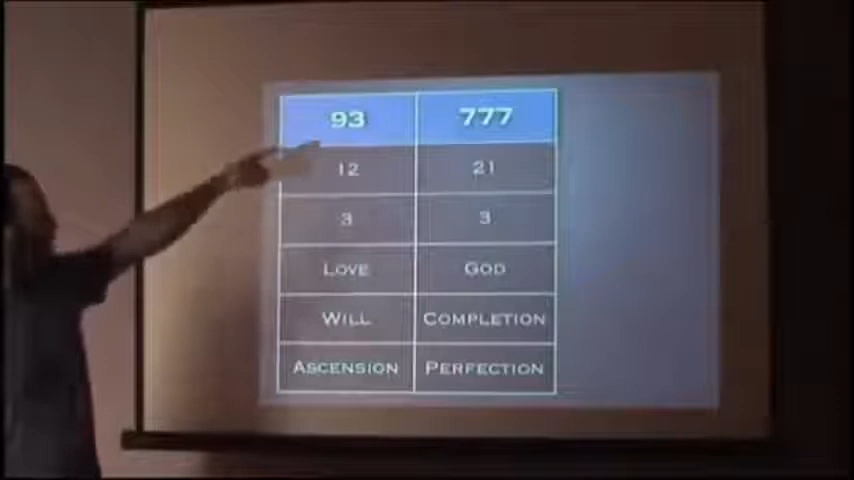 93 777
12 21
3 3
LOVE GOD
WILL COMPLETION
ASCENSION PERFECTION